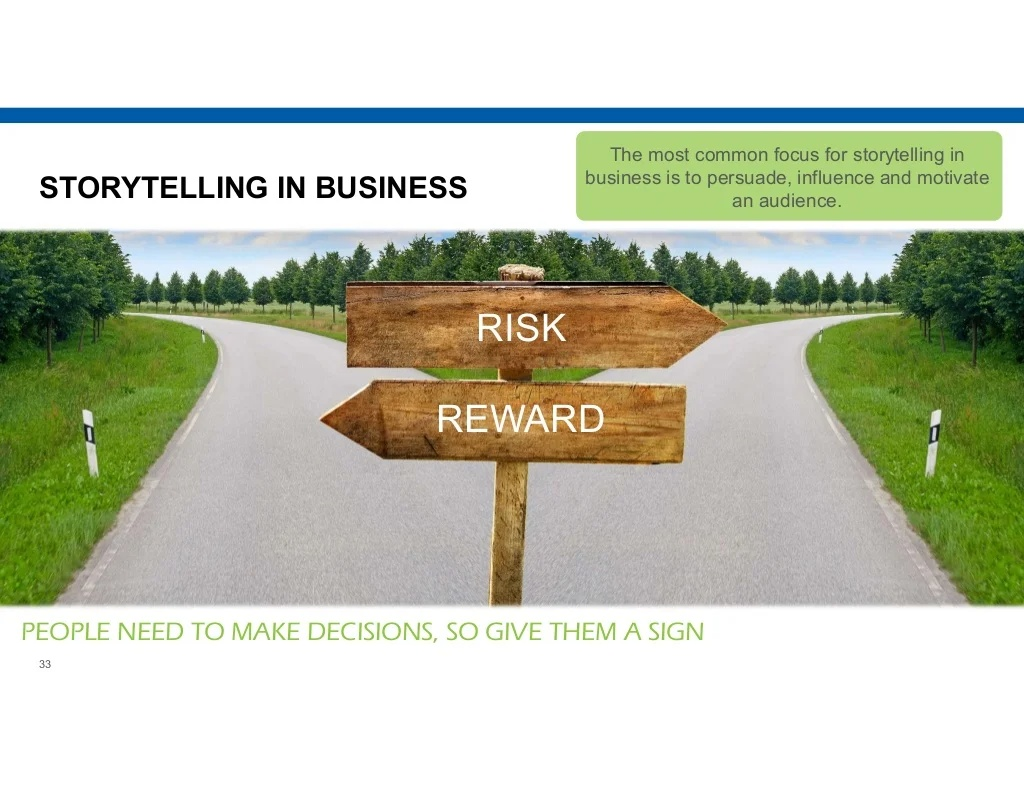 STORYTELLING IN BUSINESS
The most common focus for storytelling in
business is to persuade, influence and motivate
an audience.
RISK
REWARD
PEOPLE NEED TO MAKE DECISIONS, SO GIVE THEM A SIGN
33